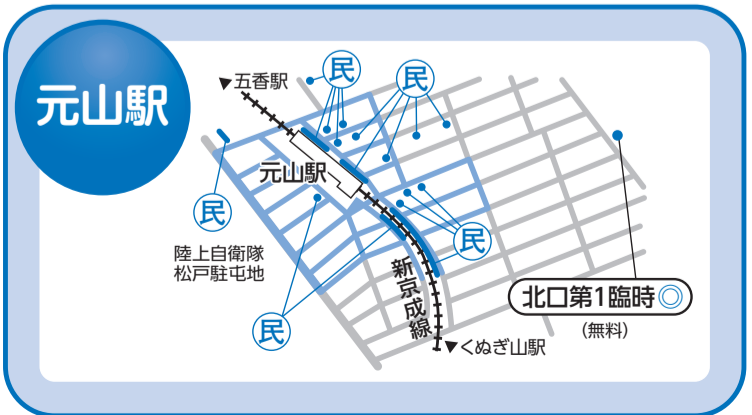 元山駅
▼五香駅
民
民
元山駅
民
陸上自衛隊
松戸駐屯地
民
民
新京成線
北口第1臨時◎
(無料)
▼くぬぎ山駅